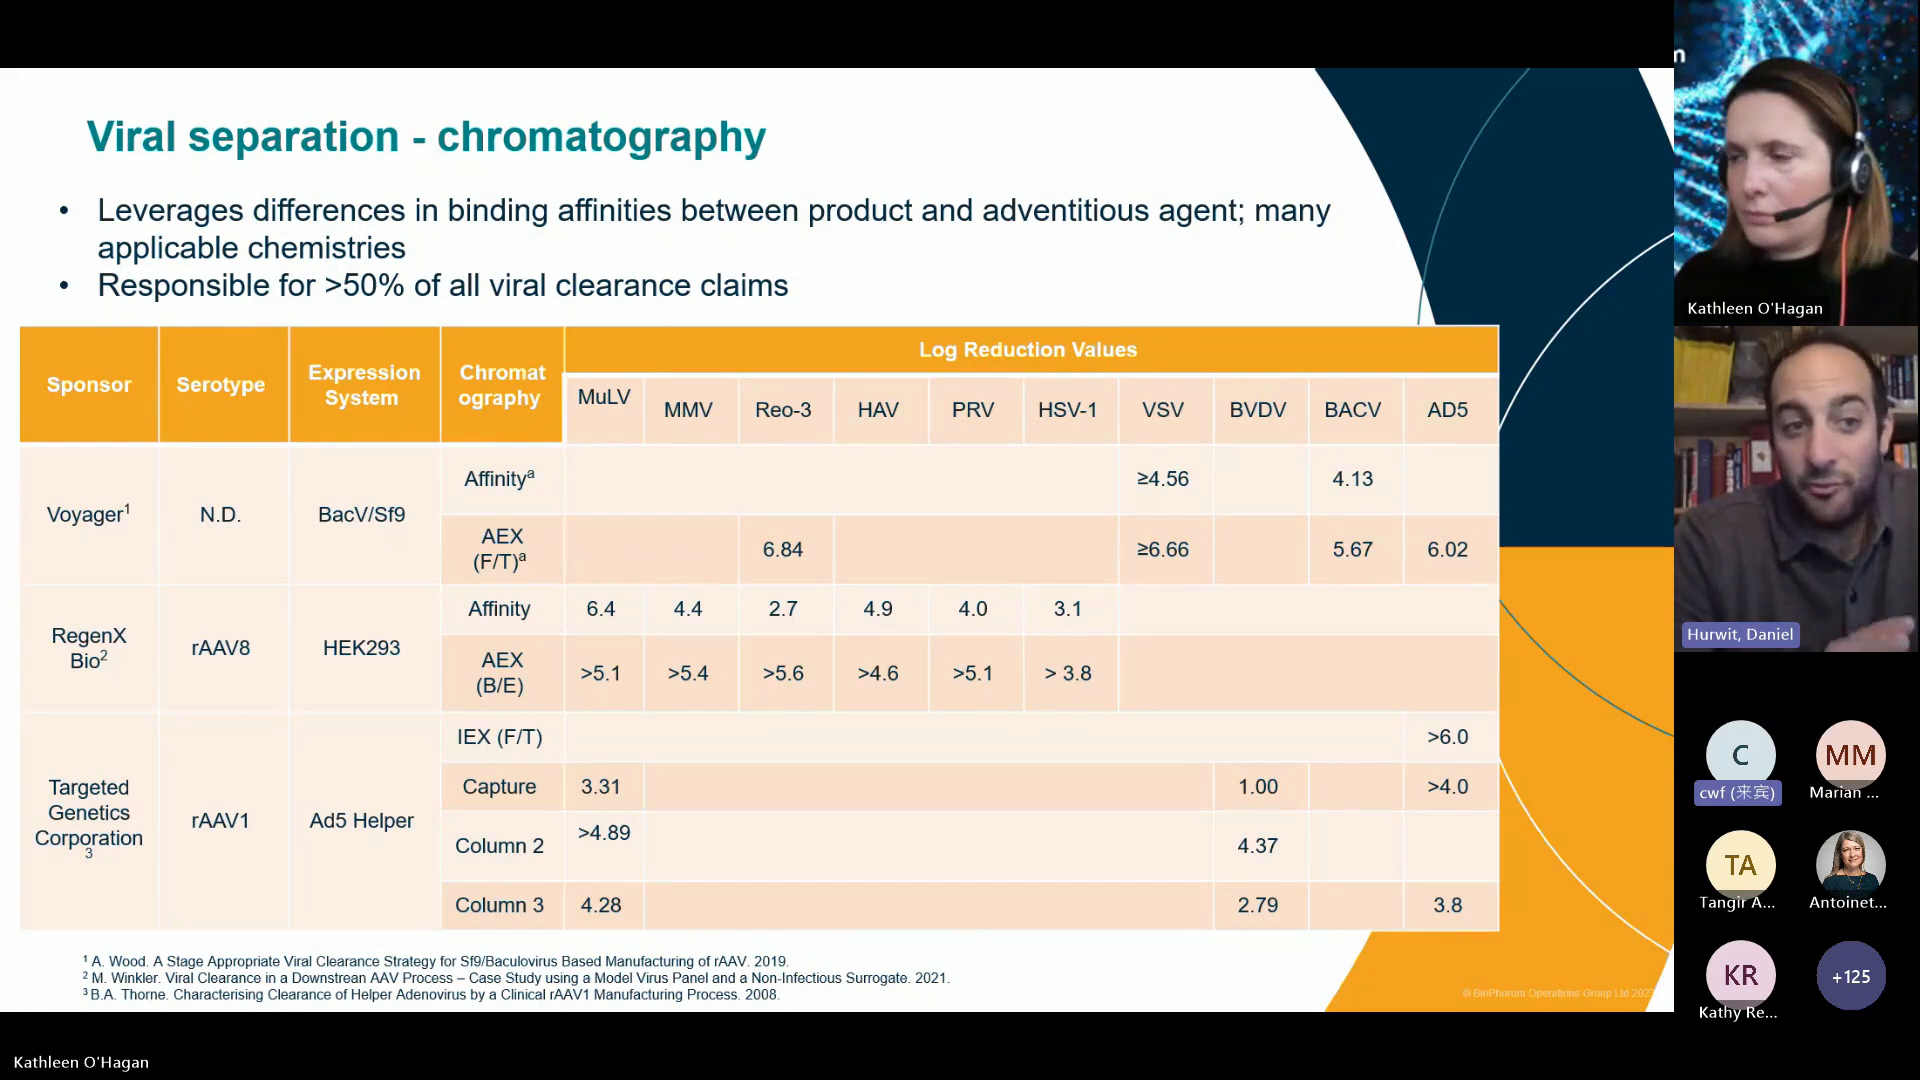 Viral separation - chromatography
• Leverages differences in binding affinities between product and adventitious agent; many
applicable chemistries
• Responsible for >50% of all viral clearance claims
Sponsor Serotype Expression System Chromat ography Log Reduction Values
MuLV MMV Reo-3 HAV PRV HSV-1 VSV BVDV BACV AD5
Voyager¹ N.D. BacV/Sf9
Affinityᵃ ≥4.56 4.13
AEX (F/T)ᵃ 6.84 ≥6.66 5.67 6.02
RegenX Bio² rAAV8 HEK293
Affinity 6.4 4.4 2.7 4.9 4.0 3.1
AEX (B/E) >5.1 >5.4 >5.6 >4.6 >5.1 > 3.8
Targeted Genetics Corporation ³ rAAV1 Ad5 Helper
IEX (F/T) >6.0
Capture 3.31 1.00 >4.0
Column 2 >4.89 4.37
Column 3 4.28 2.79 3.8
¹ A. Wood. A Stage Appropriate Viral Clearance Strategy for Sf9/Baculovirus Based Manufacturing of rAAV. 2019.
² M. Winkler. Viral Clearance in a Downstrean AAV Process – Case Study using a Model Virus Panel and a Non-Infectious Surrogate. 2021.
³ B.A. Thorne. Characterising Clearance of Helper Adenovirus by a Clinical rAAV1 Manufacturing Process. 2008.
© BioPhorum Operations Group Ltd
Kathleen O'Hagan
Hurwit, Daniel
C MM
cwf (来宾) Marian ...
TA
Tangir A... Antoinet...
KR +125
Kathy Re...
Kathleen O'Hagan